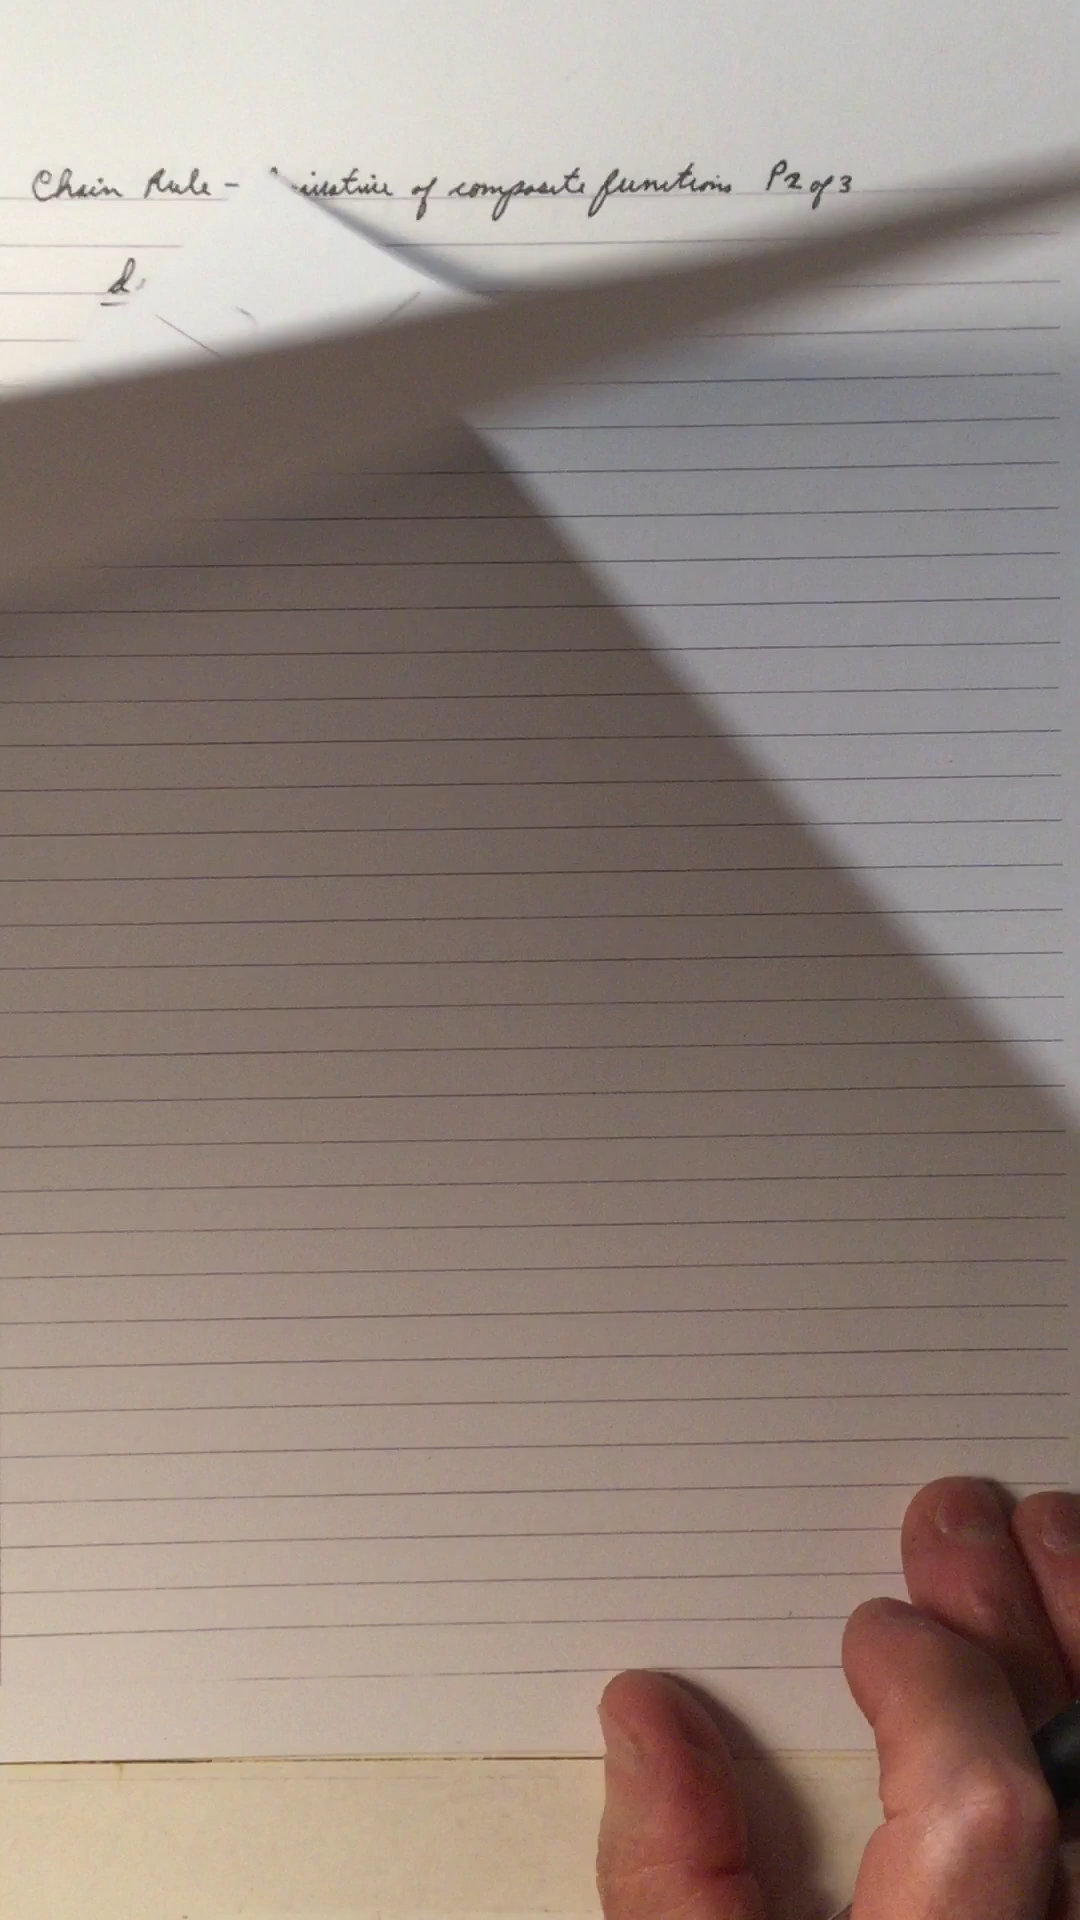 Chain Rule - of composite functions P2 of 3
d